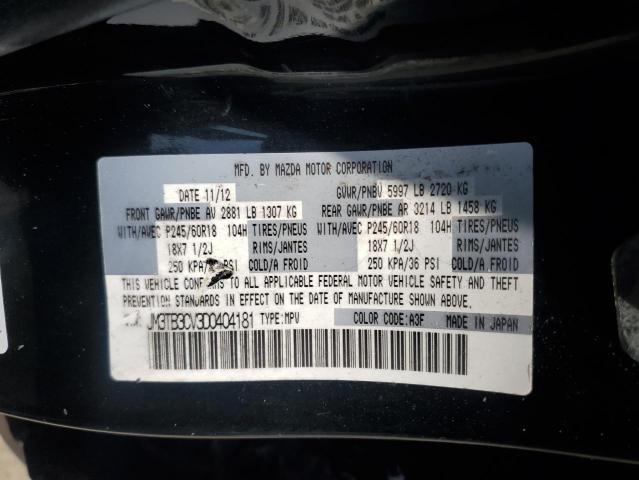 MFD. BY MAZDA MOTOR CORPORATION
DATE 11/12 GVWR/PNBV 5997 LB 2720 KG
FRONT GAWR/PNBE AV 2881 LB 1307 KG REAR GAWR/PNBE AR 3214 LB 1458 KG
WITH/AVEC P245/60R18 104H TIRES/PNEUS WITH/AVEC P245/60R18 104H TIRES/PNEUS
18X7 1/2J RIMS/JANTES 18X7 1/2J RIMS/JANTES
250 KPA/ PSI COLD/A FROID 250 KPA/36 PSI COLD/A FROID
THIS VEHICLE CONFORMS TO ALL APPLICABLE FEDERAL MOTOR VEHICLE SAFETY AND THEFT
PREVENTION STANDARDS IN EFFECT ON THE DATE OF MANUFACTURE SHOWN ABOVE.
JM3TB3CV3D0404181 TYPE: MPV COLOR CODE: A3F MADE IN JAPAN